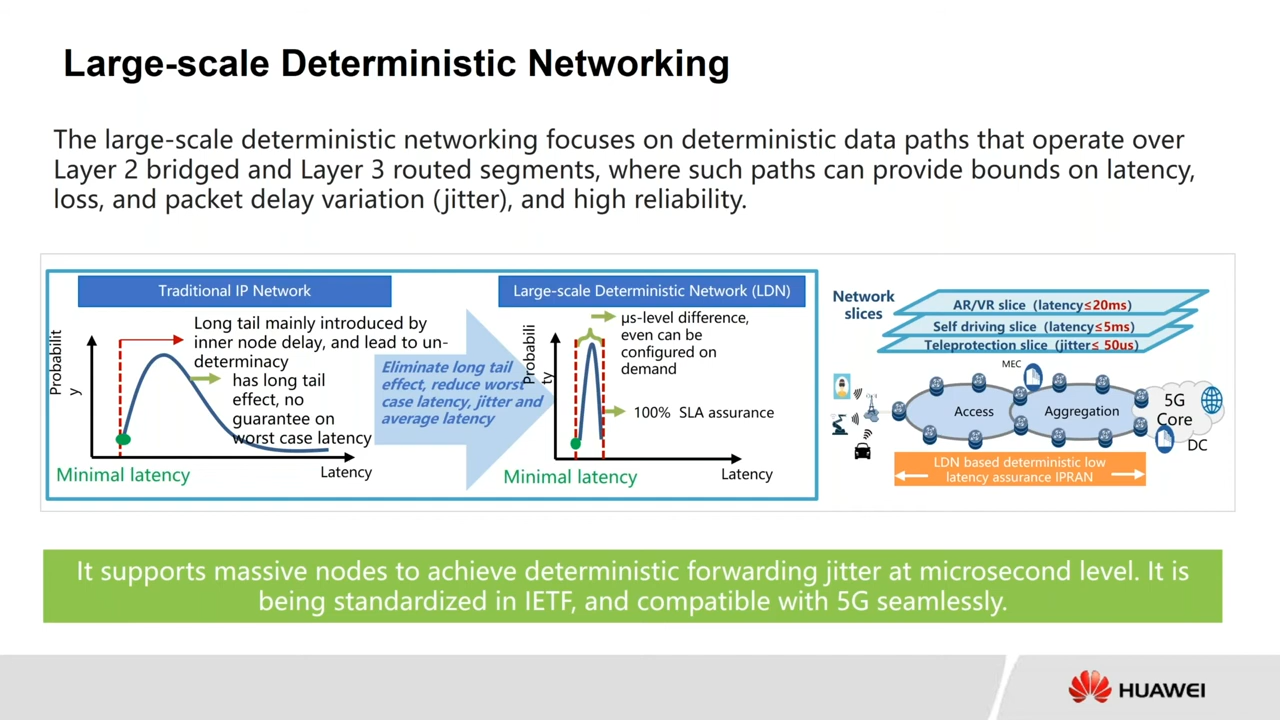 Large-scale Deterministic Networking
The large-scale deterministic networking focuses on deterministic data paths that operate over
Layer 2 bridged and Layer 3 routed segments, where such paths can provide bounds on latency,
loss, and packet delay variation (jitter), and high reliability.
Traditional IP Network
Probabilit
y
Long tail mainly introduced by
inner node delay, and lead to un-
determinacy
has long tail
effect, no
guarantee on
worst case latency
Minimal latency
Latency
Eliminate long tail
effect, reduce worst
case latency, jitter and
average latency
Large-scale Deterministic Network (LDN)
Probabili
ty
μs-level difference,
even can be
configured on
demand
100% SLA assurance
Minimal latency
Latency
Network
slices
AR/VR slice (latency≤20ms)
Self driving slice (latency≤5ms)
Teleprotection slice (jitter≤ 50us)
MEC
Access
Aggregation
5G
Core
DC
LDN based deterministic low
latency assurance IPRAN
It supports massive nodes to achieve deterministic forwarding jitter at microsecond level. It is
being standardized in IETF, and compatible with 5G seamlessly.
HUAWEI